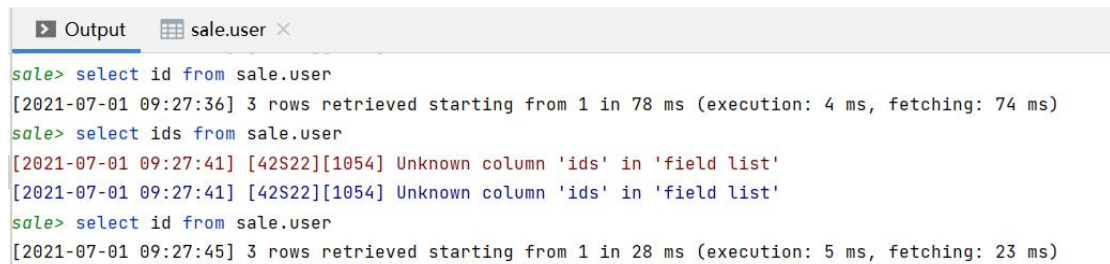 Output sale.user
sale> select id from sale.user
[2021-07-01 09:27:36] 3 rows retrieved starting from 1 in 78 ms (execution: 4 ms, fetching: 74 ms)
sale> select ids from sale.user
[2021-07-01 09:27:41] [42S22][1054] Unknown column 'ids' in 'field list'
[2021-07-01 09:27:41] [42S22][1054] Unknown column 'ids' in 'field list'
sale> select id from sale.user
[2021-07-01 09:27:45] 3 rows retrieved starting from 1 in 28 ms (execution: 5 ms, fetching: 23 ms)